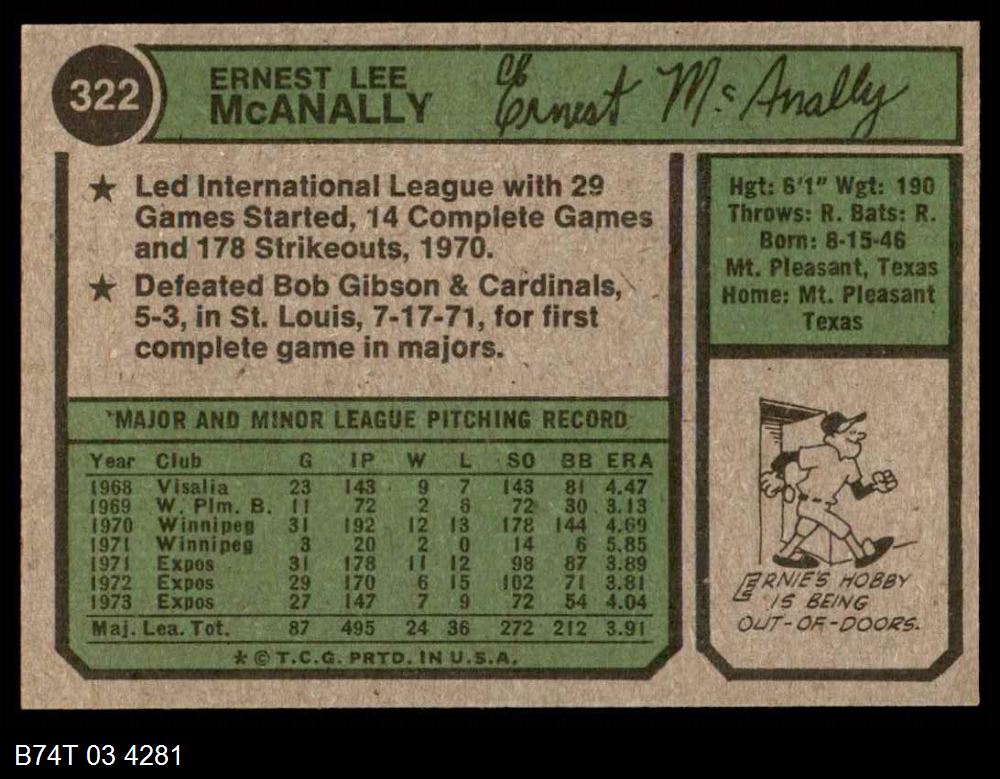 322
ERNEST LEE
McANALLY
Ernest McAnally
★ Led International League with 29
Games Started, 14 Complete Games
and 178 Strikeouts, 1970.
★ Defeated Bob Gibson & Cardinals,
5-3, in St. Louis, 7-17-71, for first
complete game in majors.
Hgt: 6'1" Wgt: 190
Throws: R. Bats: R.
Born: 8-15-46
Mt. Pleasant, Texas
Home: Mt. Pleasant
Texas
MAJOR AND MINOR LEAGUE PITCHING RECORD
Year Club G IP W L SO BB ERA
1968 Visalia 23 143 9 7 143 81 4.47
1969 W. Plm. B. 11 72 2 6 72 30 3.13
1970 Winnipeg 31 192 12 13 178 144 4.69
1971 Winnipeg 3 20 2 0 14 6 5.85
1971 Expos 31 178 11 12 98 87 3.89
1972 Expos 29 170 6 15 102 71 3.81
1973 Expos 27 147 7 9 72 54 4.04
Maj. Lea. Tot. 87 495 24 36 272 212 3.91
* © T.C.G. PRTD. IN U.S.A.
ERNIE'S HOBBY
IS BEING
OUT-OF-DOORS.
B74T 03 4281